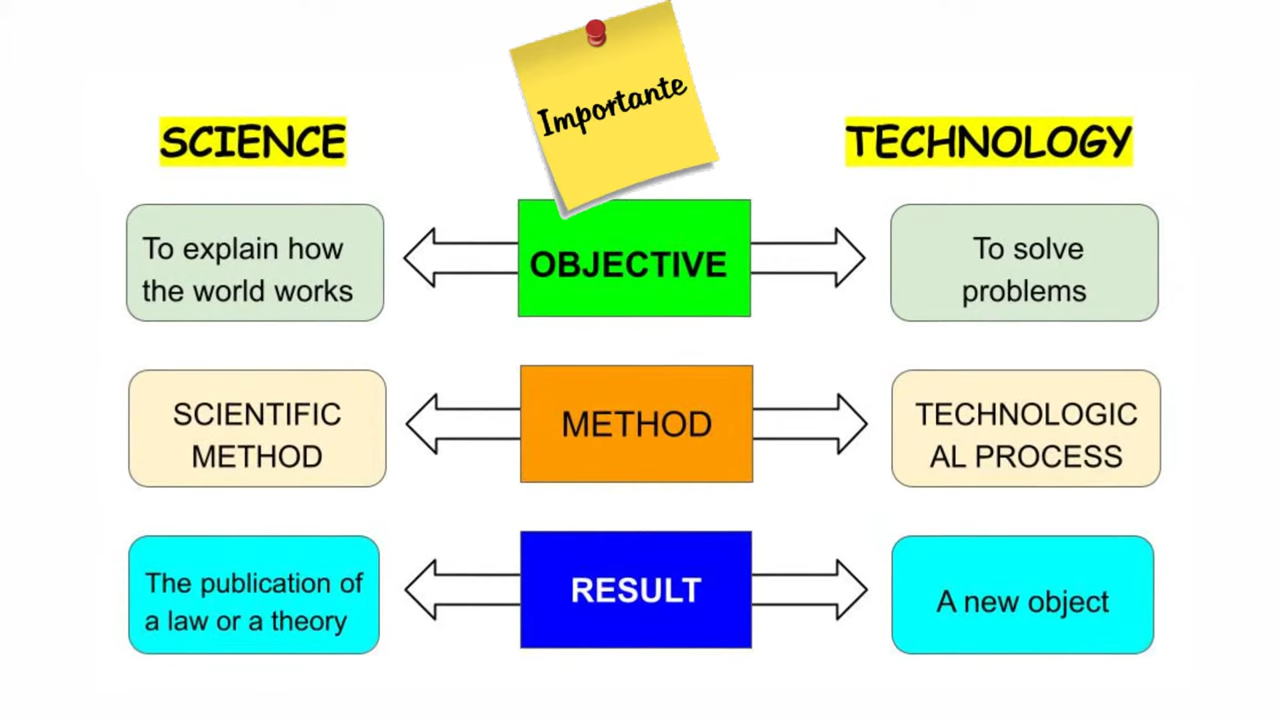 Importante
SCIENCE
TECHNOLOGY
To explain how
the world works
OBJECTIVE
To solve
problems
SCIENTIFIC
METHOD
METHOD
TECHNOLOGIC
AL PROCESS
The publication of
a law or a theory
RESULT
A new object